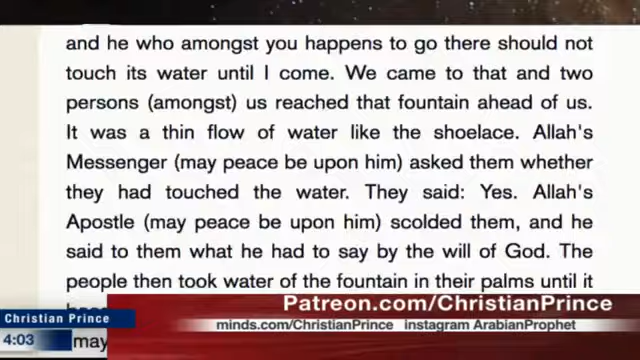 and he who amongst you happens to go there should not
touch its water until I come. We came to that and two
persons (amongst) us reached that fountain ahead of us.
It was a thin flow of water like the shoelace. Allah's
Messenger (may peace be upon him) asked them whether
they had touched the water. They said: Yes. Allah's
Apostle (may peace be upon him) scolded them, and he
said to them what he had to say by the will of God. The
people then took water of the fountain in their palms until it
may
Patreon.com/ChristianPrince
Christian Prince
minds.com/ChristianPrince instagram ArabianProphet
4:03